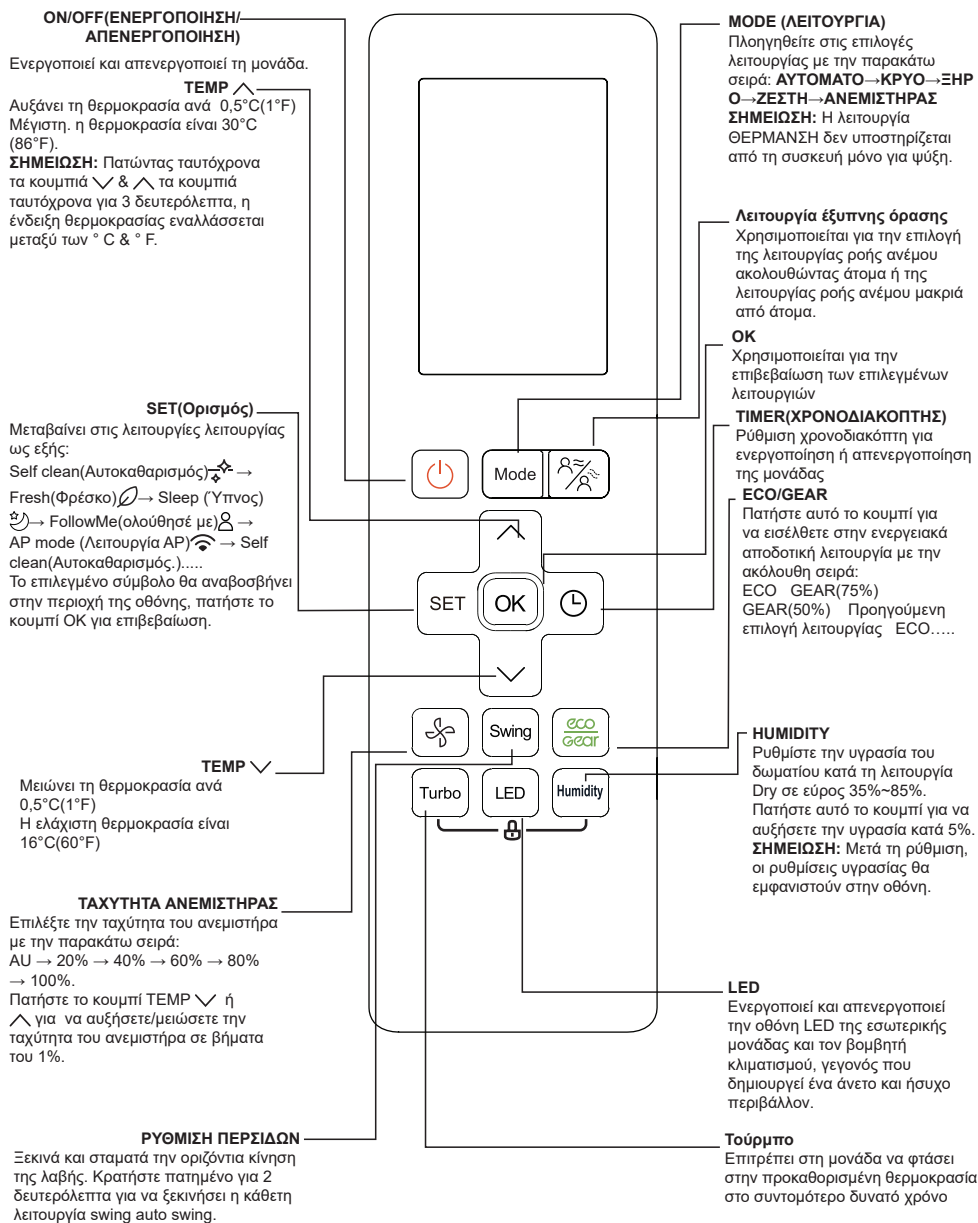 ON/OFF(ΕΝΕΡΓΟΠΟΙΗΣΗ/
ΑΠΕΝΕΡΓΟΠΟΙΗΣΗ)
Ενεργοποιεί και απενεργοποιεί τη μονάδα.
TEMP
Αυξάνει τη θερμοκρασία ανά 0,5°C(1°F)
Μέγιστη. η θερμοκρασία είναι 30°C
(86°F).
ΣΗΜΕΙΩΣΗ: Πατώντας ταυτόχρονα
τα κουμπιά & τα κουμπιά
ταυτόχρονα για 3 δευτερόλεπτα, η
ένδειξη θερμοκρασίας εναλλάσσεται
μεταξύ των ° C & ° F.
SET(Ορισμός)
Μεταβαίνει στις λειτουργίες λειτουργίας
ως εξής:
Self clean(Αυτοκαθαρισμός) →
Fresh(Φρέσκο) → Sleep (Ύπνος)
→ FollowMe(ολούθησέ με) →
AP mode (Λειτουργία AP) → Self
clean(Αυτοκαθαρισμός.).....
Το επιλεγμένο σύμβολο θα αναβοσβήνει
στην περιοχή της οθόνης, πατήστε το
κουμπί OK για επιβεβαίωση.
TEMP
Μειώνει τη θερμοκρασία ανά
0,5°C(1°F)
Η ελάχιστη θερμοκρασία είναι
16°C(60°F)
ΤΑΧΥΤΗΤΑ ΑΝΕΜΙΣΤΗΡΑΣ
Επιλέξτε την ταχύτητα του ανεμιστήρα
με την παρακάτω σειρά:
AU → 20% → 40% → 60% → 80%
→ 100%.
Πατήστε το κουμπί TEMP ή
για να αυξήσετε/μειώσετε την
ταχύτητα του ανεμιστήρα σε βήματα
του 1%.
ΡΥΘΜΙΣΗ ΠΕΡΣΙΔΩΝ
Ξεκινά και σταματά την οριζόντια κίνηση
της λαβής. Κρατήστε πατημένο για 2
δευτερόλεπτα για να ξεκινήσει η κάθετη
λειτουργία swing auto swing.
Mode
SET
OK
Swing
eco
Gear
Turbo
LED
Humidity
MODE (ΛΕΙΤΟΥΡΓΙΑ)
Πλοηγηθείτε στις επιλογές
λειτουργίας με την παρακάτω
σειρά: ΑΥΤΟΜΑΤΟ→ΚΡΥΟ→ΞΗΡ
Ο→ΖΕΣΤΗ→ΑΝΕΜΙΣΤΗΡΑΣ
ΣΗΜΕΙΩΣΗ: Η λειτουργία
ΘΕΡΜΑΝΣΗ δεν υποστηρίζεται
από τη συσκευή μόνο για ψύξη.
Λειτουργία έξυπνης όρασης
Χρησιμοποιείται για την επιλογή
της λειτουργίας ροής ανέμου
ακολουθώντας άτομα ή της
λειτουργίας ροής ανέμου μακριά
από άτομα.
OK
Χρησιμοποιείται για την
επιβεβαίωση των επιλεγμένων
λειτουργιών
TIMER(ΧΡΟΝΟΔΙΑΚΟΠΤΗΣ)
Ρύθμιση χρονοδιακόπτη για
ενεργοποίηση ή απενεργοποίηση
της μονάδας
ECO/GEAR
Πατήστε αυτό το κουμπί για
να εισέλθετε στην ενεργειακά
αποδοτική λειτουργία με την
ακόλουθη σειρά:
ECO GEAR(75%)
GEAR(50%) Προηγούμενη
επιλογή λειτουργίας ECO.....
HUMIDITY
Ρυθμίστε την υγρασία του
δωματίου κατά τη λειτουργία
Dry σε εύρος 35%~85%.
Πατήστε αυτό το κουμπί για να
αυξήσετε την υγρασία κατά 5%.
ΣΗΜΕΙΩΣΗ: Μετά τη ρύθμιση,
οι ρυθμίσεις υγρασίας θα
εμφανιστούν στην οθόνη.
LED
Ενεργοποιεί και απενεργοποιεί
την οθόνη LED της εσωτερικής
μονάδας και τον βομβητή
κλιματισμού, γεγονός που
δημιουργεί ένα άνετο και ήσυχο
περιβάλλον.
Τούρμπο
Επιτρέπει στη μονάδα να φτάσει
στην προκαθορισμένη θερμοκρασία
στο συντομότερο δυνατό χρόνο